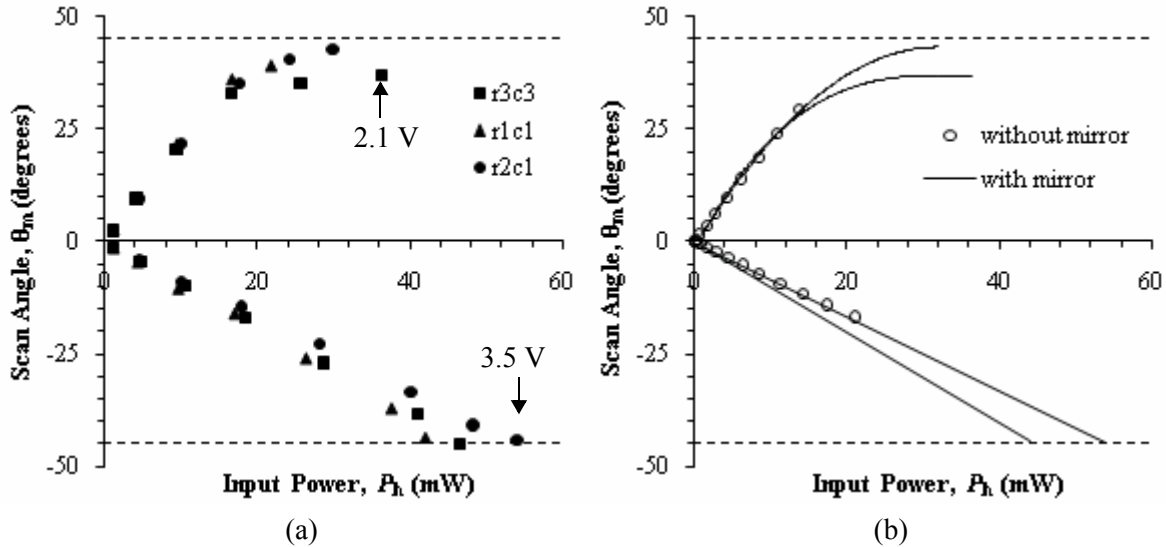 50
25
0
-25
-50
0
20
40
60
Scan Angle, θm (degrees)
Input Power, Ph (mW)
r3c3
r1c1
r2c1
2.1 V
3.5 V
(a)
50
25
0
-25
-50
0
20
40
60
Scan Angle, θm (degrees)
Input Power, Ph (mW)
without mirror
with mirror
(b)